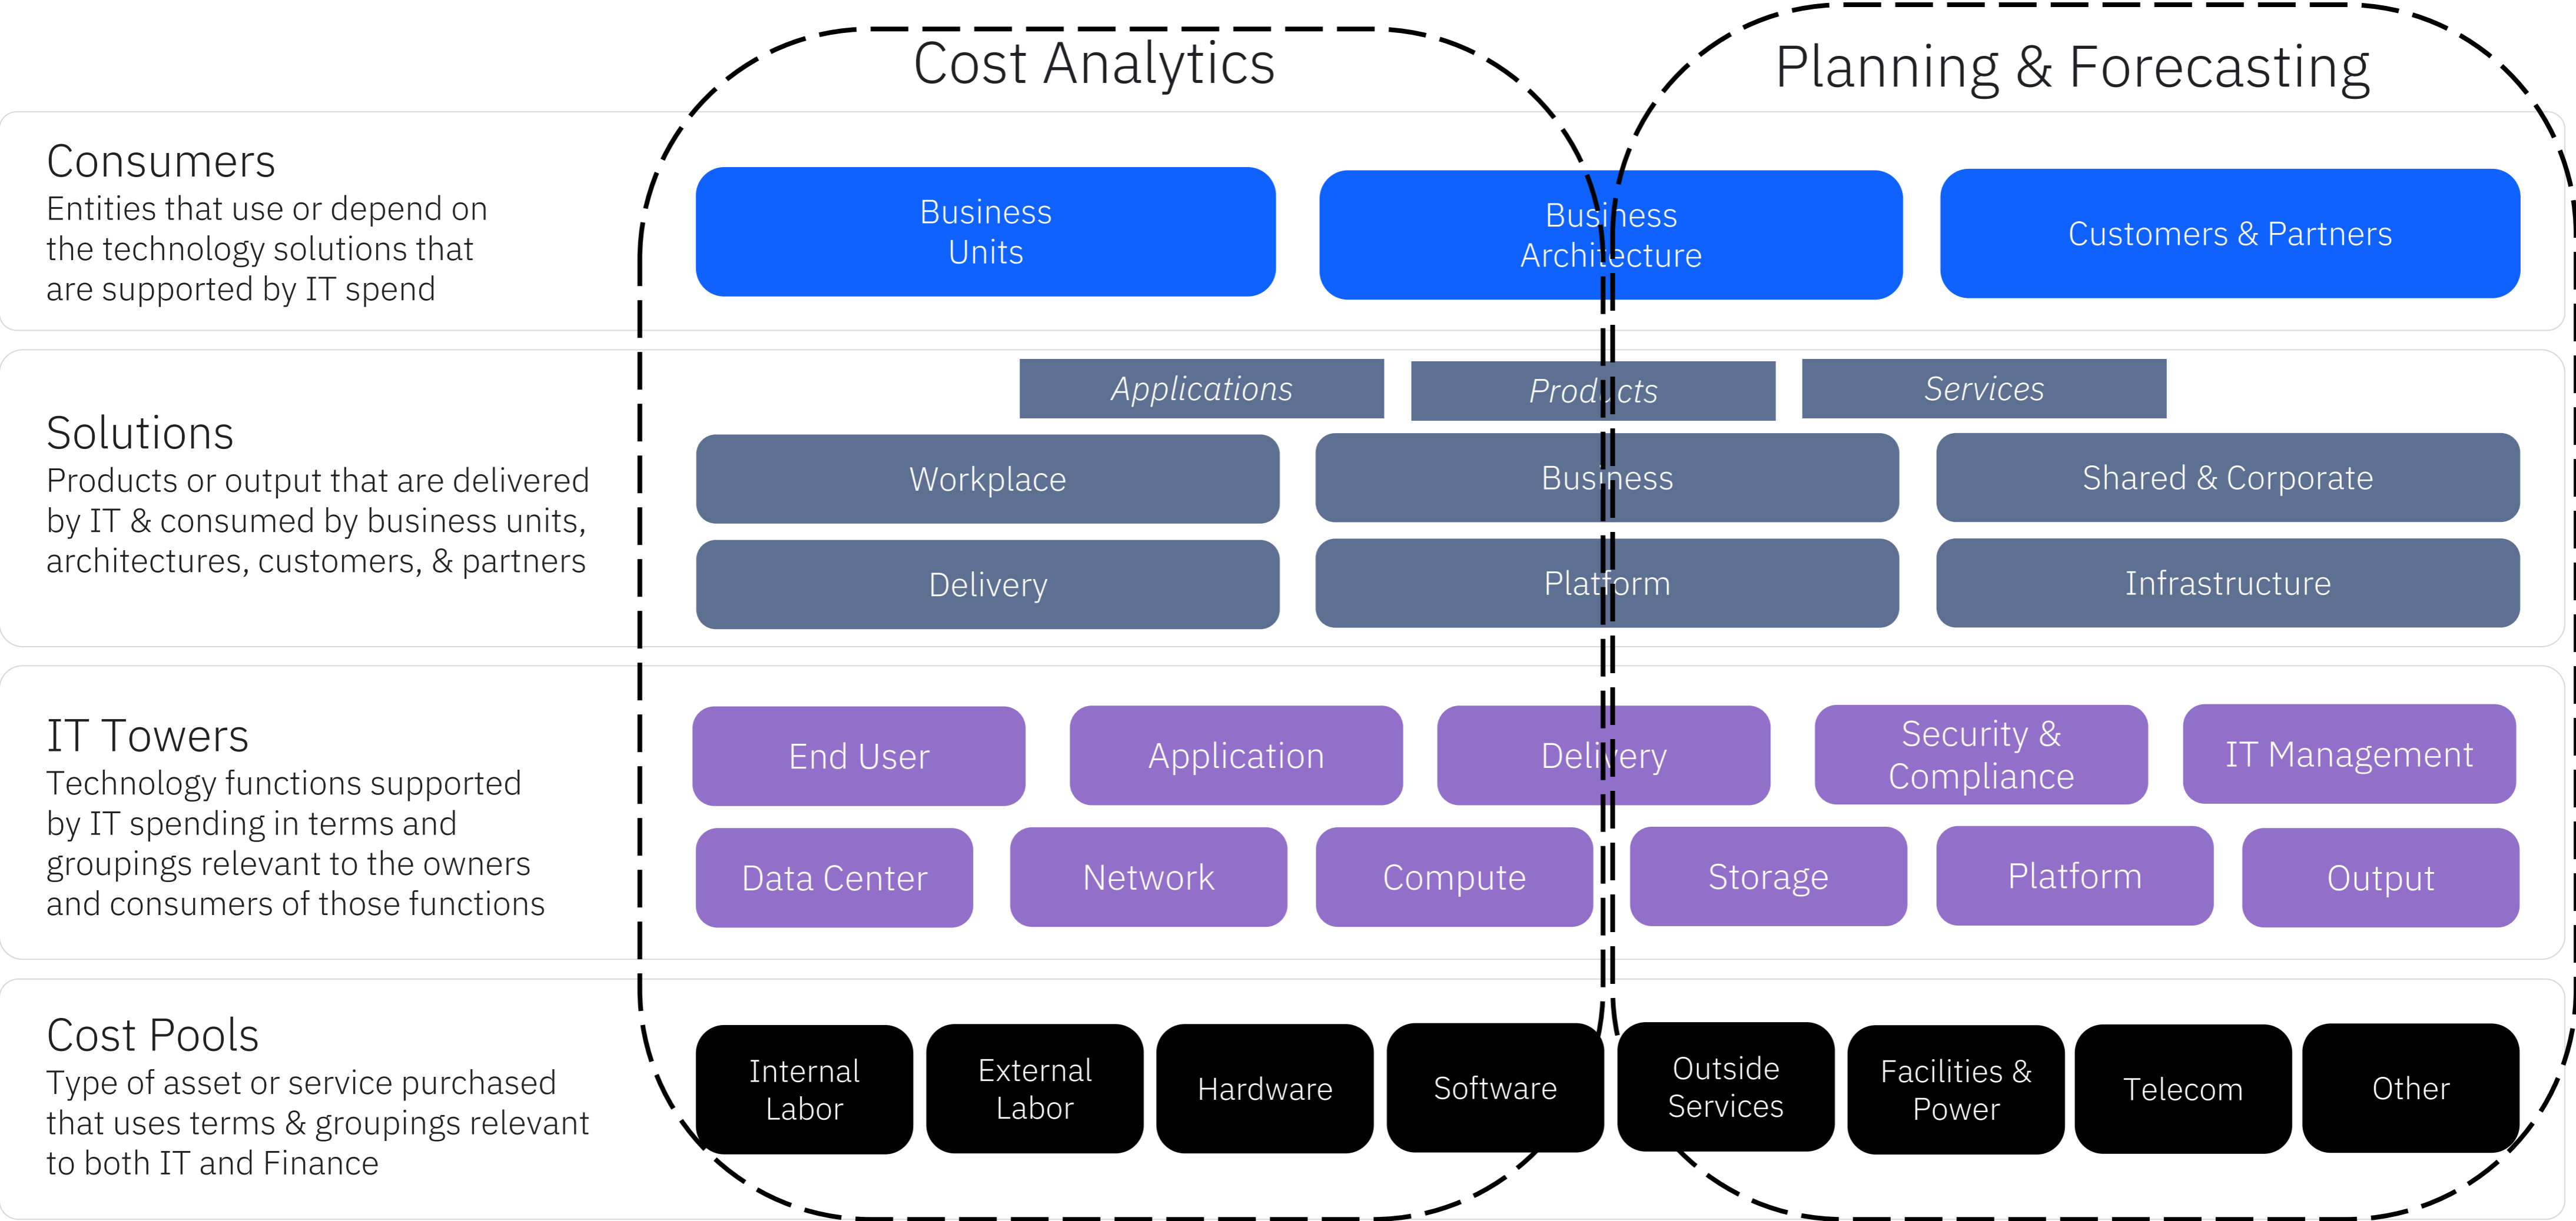 Cost Analytics
Planning & Forecasting
Consumers
Entities that use or depend on
the technology solutions that
are supported by IT spend
Business
Units
Business
Architecture
Customers & Partners
Solutions
Products or output that are delivered
by IT & consumed by business units,
architectures, customers, & partners
Applications
Products
Services
Workplace
Business
Shared & Corporate
Delivery
Platform
Infrastructure
IT Towers
Technology functions supported
by IT spending in terms and
groupings relevant to the owners
and consumers of those functions
End User
Application
Delivery
Security &
Compliance
IT Management
Data Center
Network
Compute
Storage
Platform
Output
Cost Pools
Type of asset or service purchased
that uses terms & groupings relevant
to both IT and Finance
Internal
Labor
External
Labor
Hardware
Software
Outside
Services
Facilities &
Power
Telecom
Other